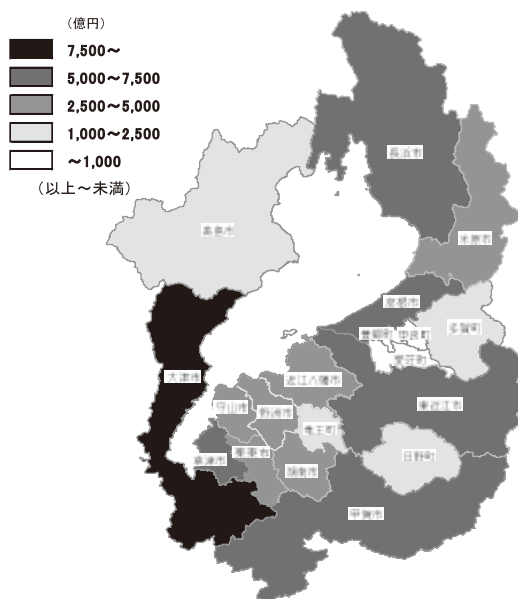 （億円）
7,500～
5,000～7,500
2,500～5,000
1,000～2,500
～1,000
（以上～未満）
長浜市
高島市
米原市
彦根市
豊郷町
甲良町
多賀町
愛荘町
大津市
近江八幡市
守山市
野洲市
東近江市
竜王町
草津市
栗東市
湖南市
日野町
甲賀市